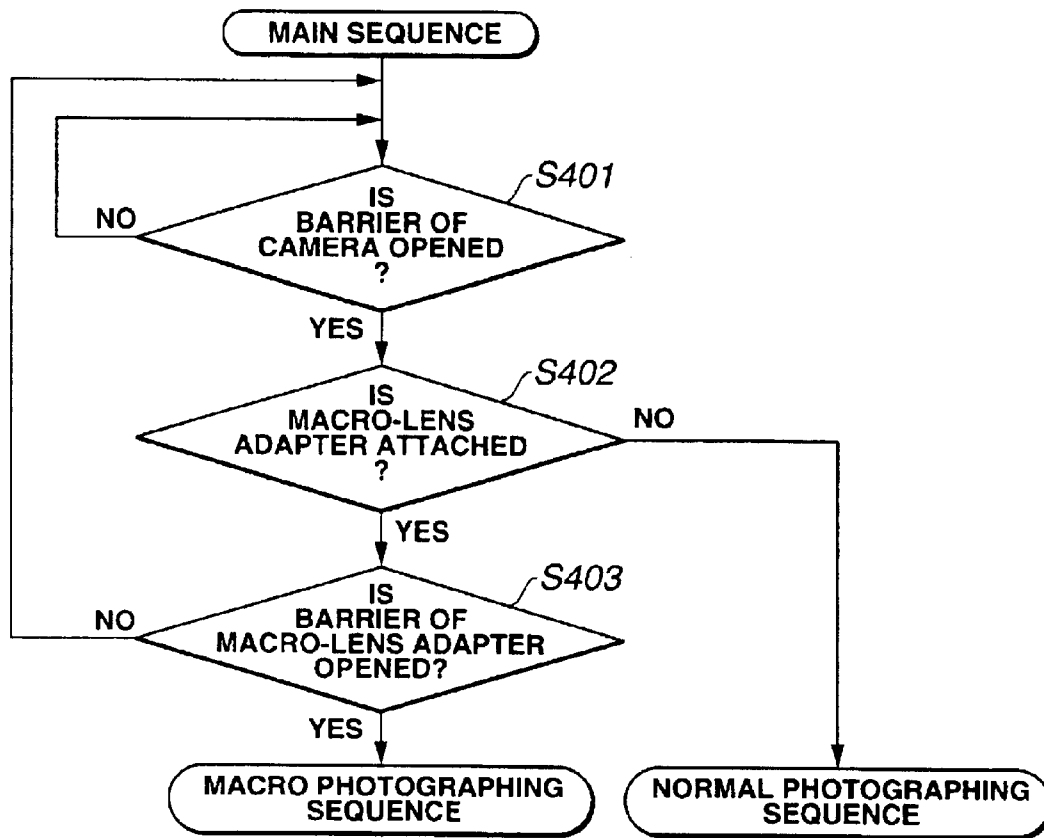 MAIN SEQUENCE
S401
IS
BARRIER OF
CAMERA OPENED
?
NO
YES
S402
IS
MACRO-LENS
ADAPTER ATTACHED
?
NO
YES
S403
IS
BARRIER OF
MACRO-LENS ADAPTER
OPENED?
NO
YES
MACRO PHOTOGRAPHING
SEQUENCE
NORMAL PHOTOGRAPHING
SEQUENCE